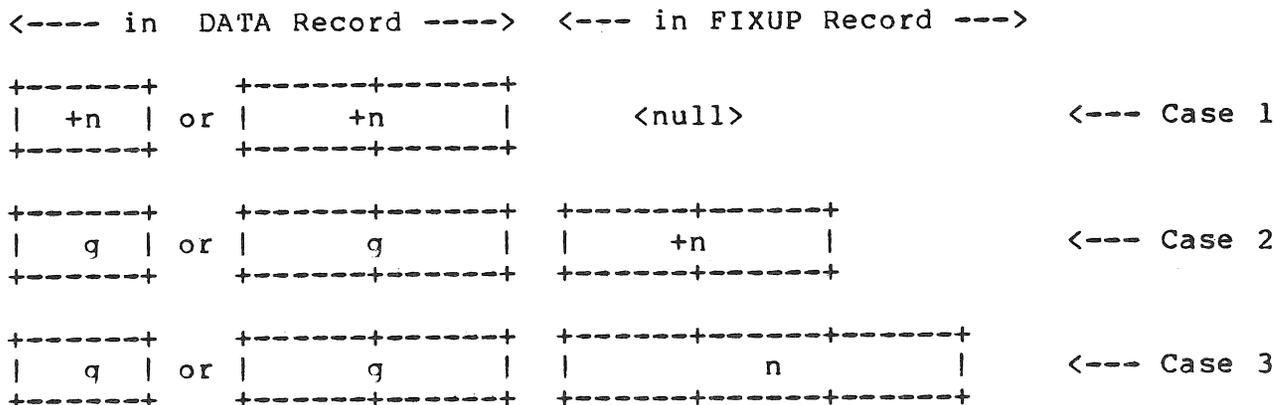 <---- in  DATA Record ---->  <--- in FIXUP Record --->
+-------+    +-------+-------+
|  +n   | or |      +n       |      <null>                  <--- Case 1
+-------+    +-------+-------+
+-------+    +-------+-------+  +-------+-------+
|   q   | or |       q       |  |      +n       |           <--- Case 2
+-------+    +-------+-------+  +-------+-------+
+-------+    +-------+-------+  +-------+-------+-------+
|   q   | or |       q       |  |           n           |   <--- Case 3
+-------+    +-------+-------+  +-------+-------+-------+